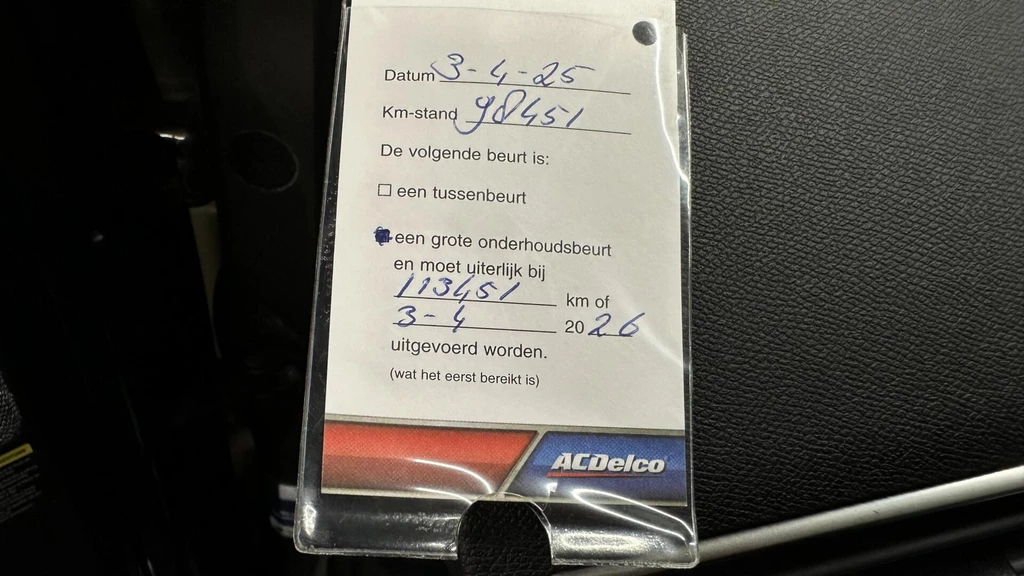 Datum 3-4-25
Km-stand 98451
De volgende beurt is:
☐ een tussenbeurt
■ een grote onderhoudsbeurt
en moet uiterlijk bij
113451 km of
3-4 2026
uitgevoerd worden.
(wat het eerst bereikt is)
ACDelco